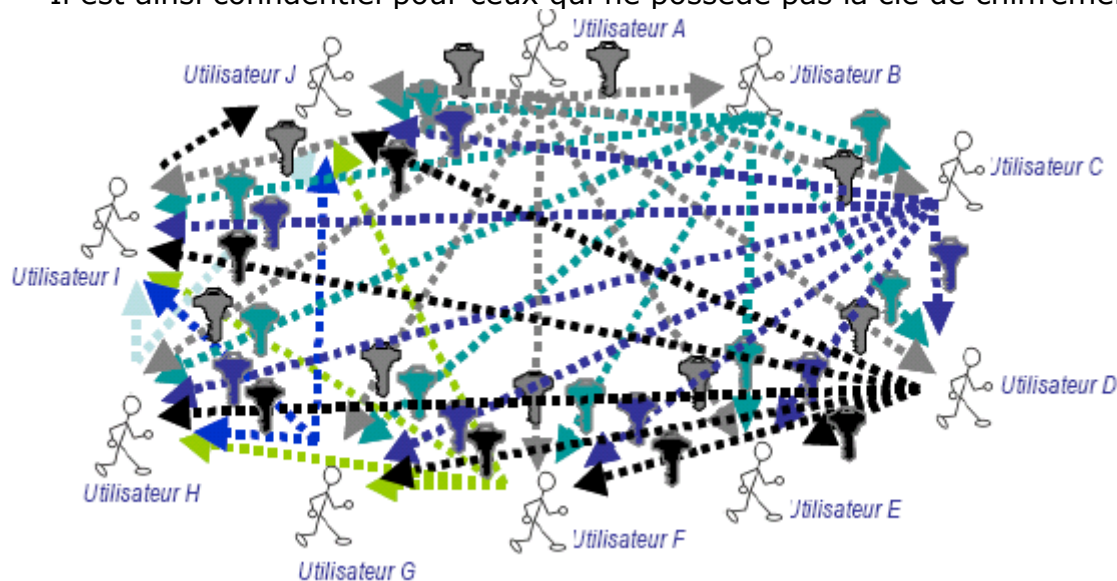 Il est ainsi confidentiel pour ceux qui ne possède pas la clé de chiffreme
Utilisateur A
Utilisateur J
Utilisateur B
Utilisateur C
Utilisateur I
Utilisateur D
Utilisateur H
Utilisateur E
Utilisateur F
Utilisateur G